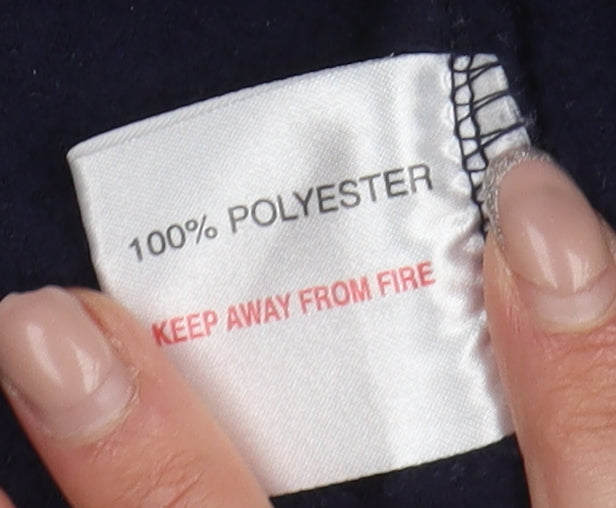 100% POLYESTER
KEEP AWAY FROM FIRE